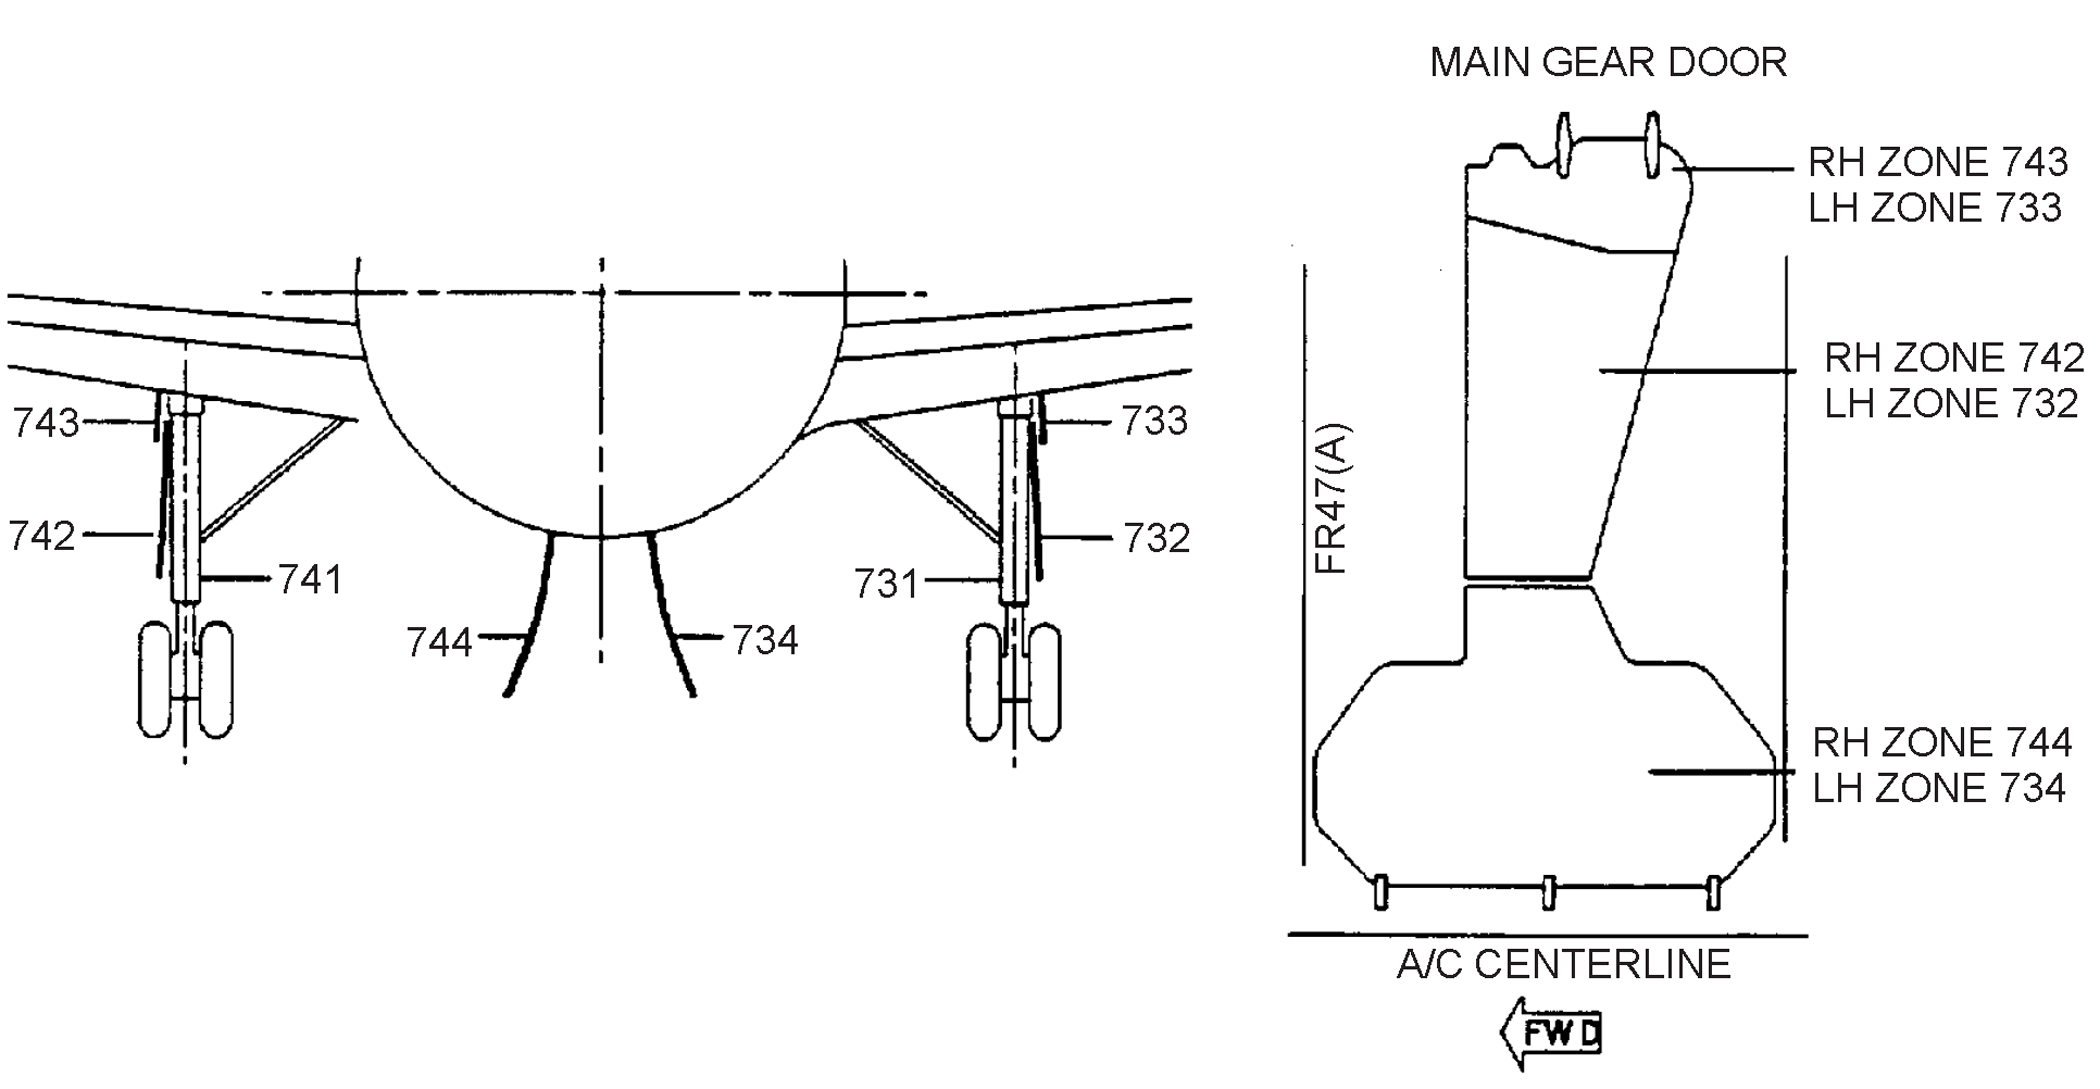 MAIN GEAR DOOR
RH ZONE 743
LH ZONE 733
RH ZONE 742
LH ZONE 732
743
733
FR47(A)
742
732
741
731
744
734
RH ZONE 744
LH ZONE 734
A/C CENTERLINE
FWD